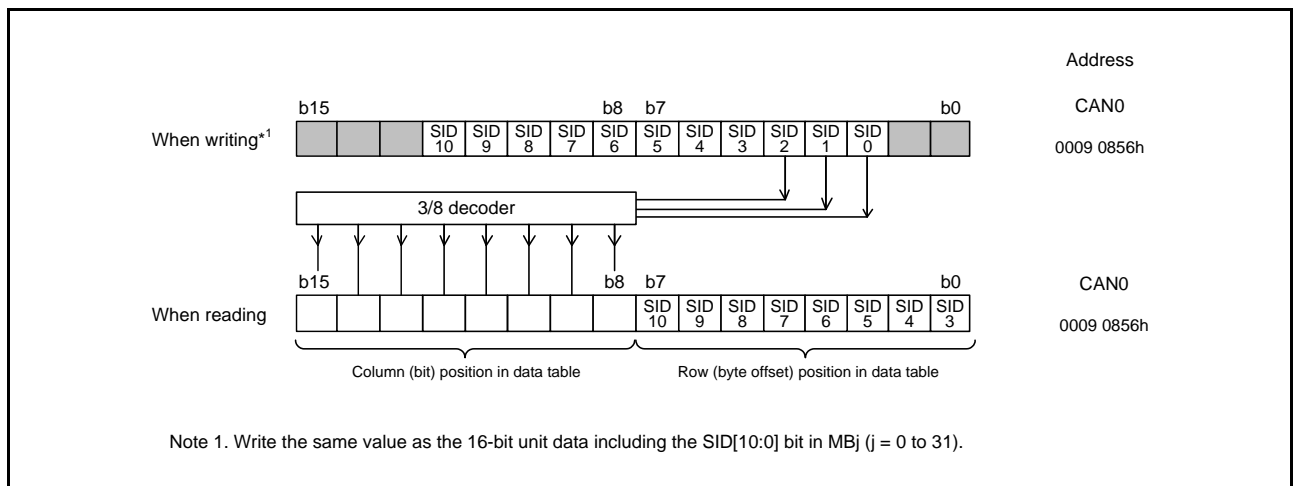 Address
b15 b8 b7 b0 CAN0
When writing*1 SID 10 SID 9 SID 8 SID 7 SID 6 SID 5 SID 4 SID 3 SID 2 SID 1 SID 0 0009 0856h
3/8 decoder
b15 b8 b7 b0 CAN0
When reading SID 10 SID 9 SID 8 SID 7 SID 6 SID 5 SID 4 SID 3 0009 0856h
Column (bit) position in data table Row (byte offset) position in data table
Note 1. Write the same value as the 16-bit unit data including the SID[10:0] bit in MBj (j = 0 to 31).